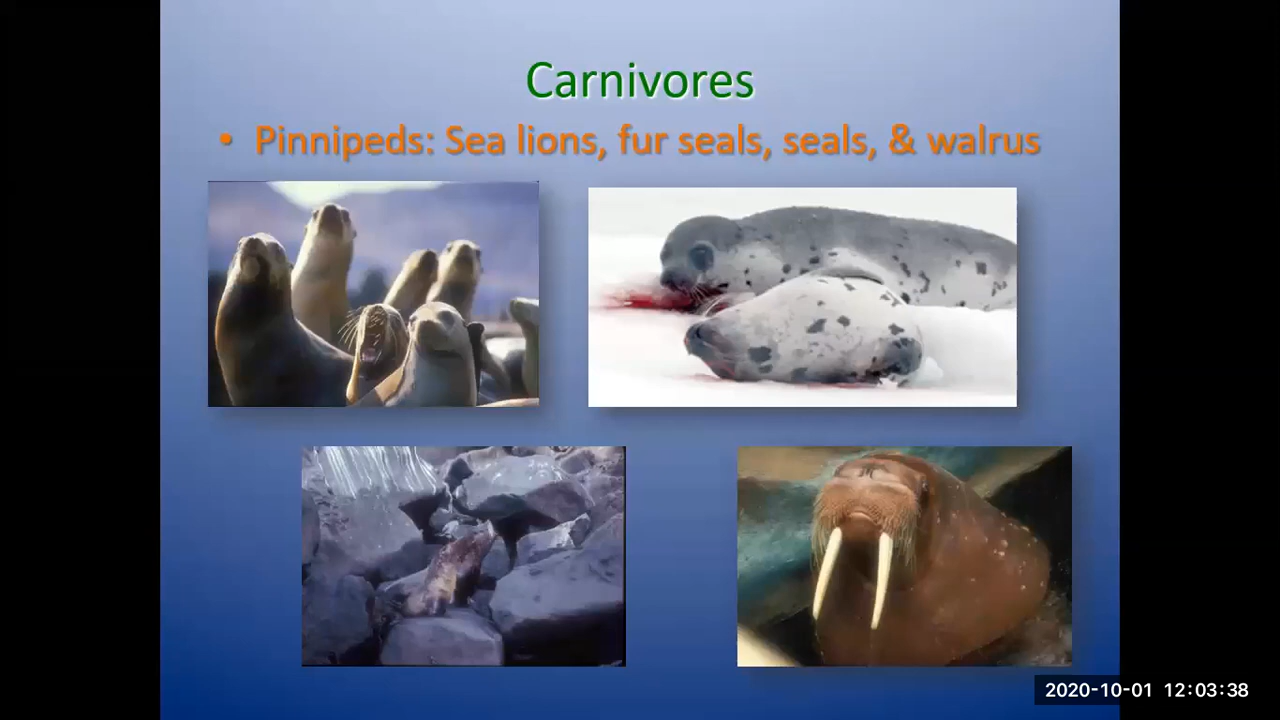 Carnivores
• Pinnipeds: Sea lions, fur seals, seals, & walrus
2020-10-01 12:03:38